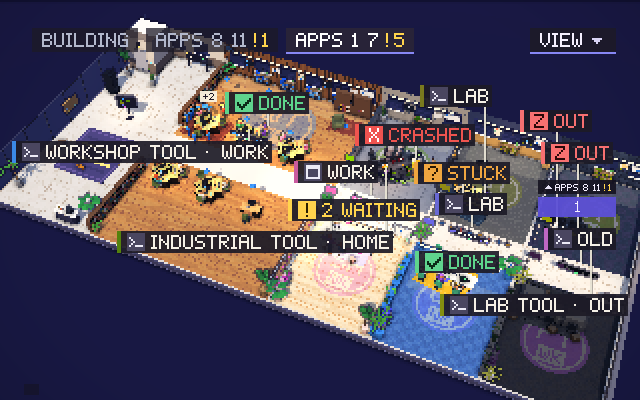 BUILDING · APPS 8 11!1
APPS 1 7!5
VIEW
LAB
+2
DONE
OUT
CRASHED
WORKSHOP TOOL · WORK
OUT
WORK
STUCK
APPS 8 11!1
1
LAB
2 WAITING
INDUSTRIAL TOOL · HOME
OLD
DONE
LAB TOOL · OUT